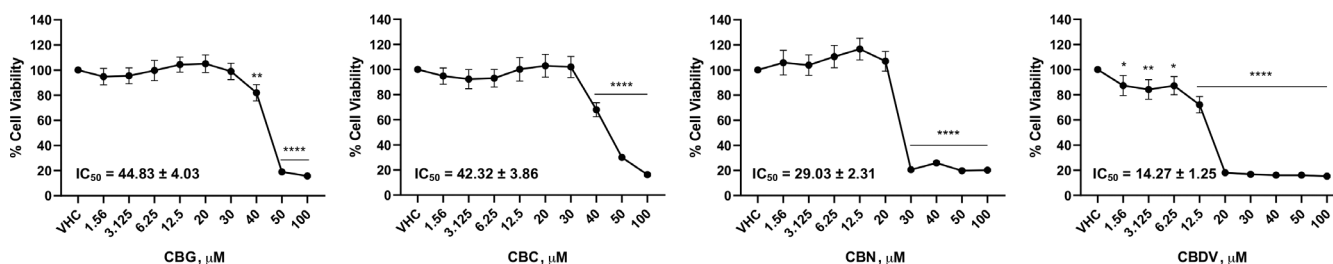 % Cell Viability
140
120
100
80
60
40
20
0
**
****
IC50 = 44.83 ± 4.03
VHC 1.56 3.125 6.25 12.5 20 30 40 50 100
CBG, μM
% Cell Viability
140
120
100
80
60
40
20
0
****
IC50 = 42.32 ± 3.86
VHC 1.56 3.125 6.25 12.5 20 30 40 50 100
CBC, μM
% Cell Viability
140
120
100
80
60
40
20
0
****
IC50 = 29.03 ± 2.31
VHC 1.56 3.125 6.25 12.5 20 30 40 50 100
CBN, μM
% Cell Viability
140
120
100
80
60
40
20
0
* ** * ****
IC50 = 14.27 ± 1.25
VHC 1.56 3.125 6.25 12.5 20 30 40 50 100
CBDV, μM